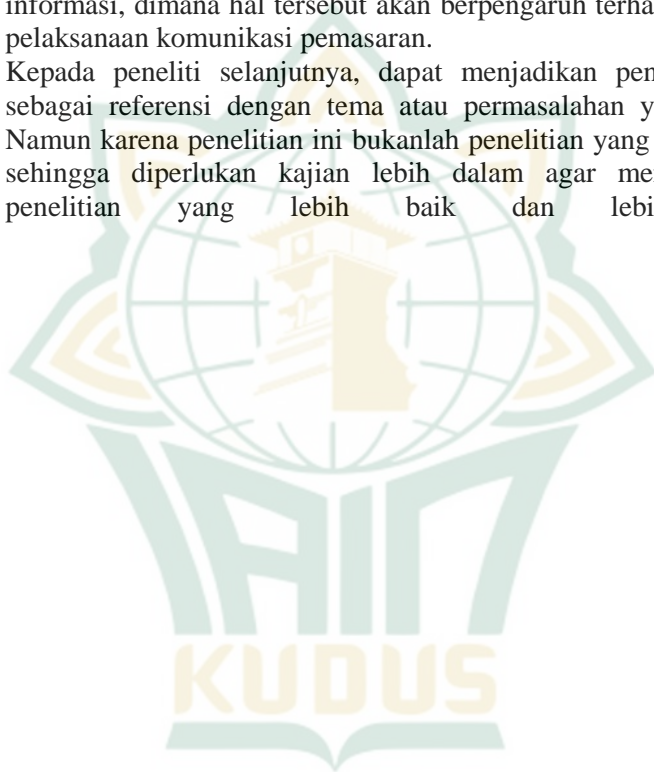 informasi, dimana hal tersebut akan berpengaruh terha
pelaksanaan komunikasi pemasaran.
Kepada peneliti selanjutnya, dapat menjadikan pen
sebagai referensi dengan tema atau permasalahan y
Namun karena penelitian ini bukanlah penelitian yang
sehingga diperlukan kajian lebih dalam agar me
penelitian yang lebih baik dan lebi
IAIN
KUDUS